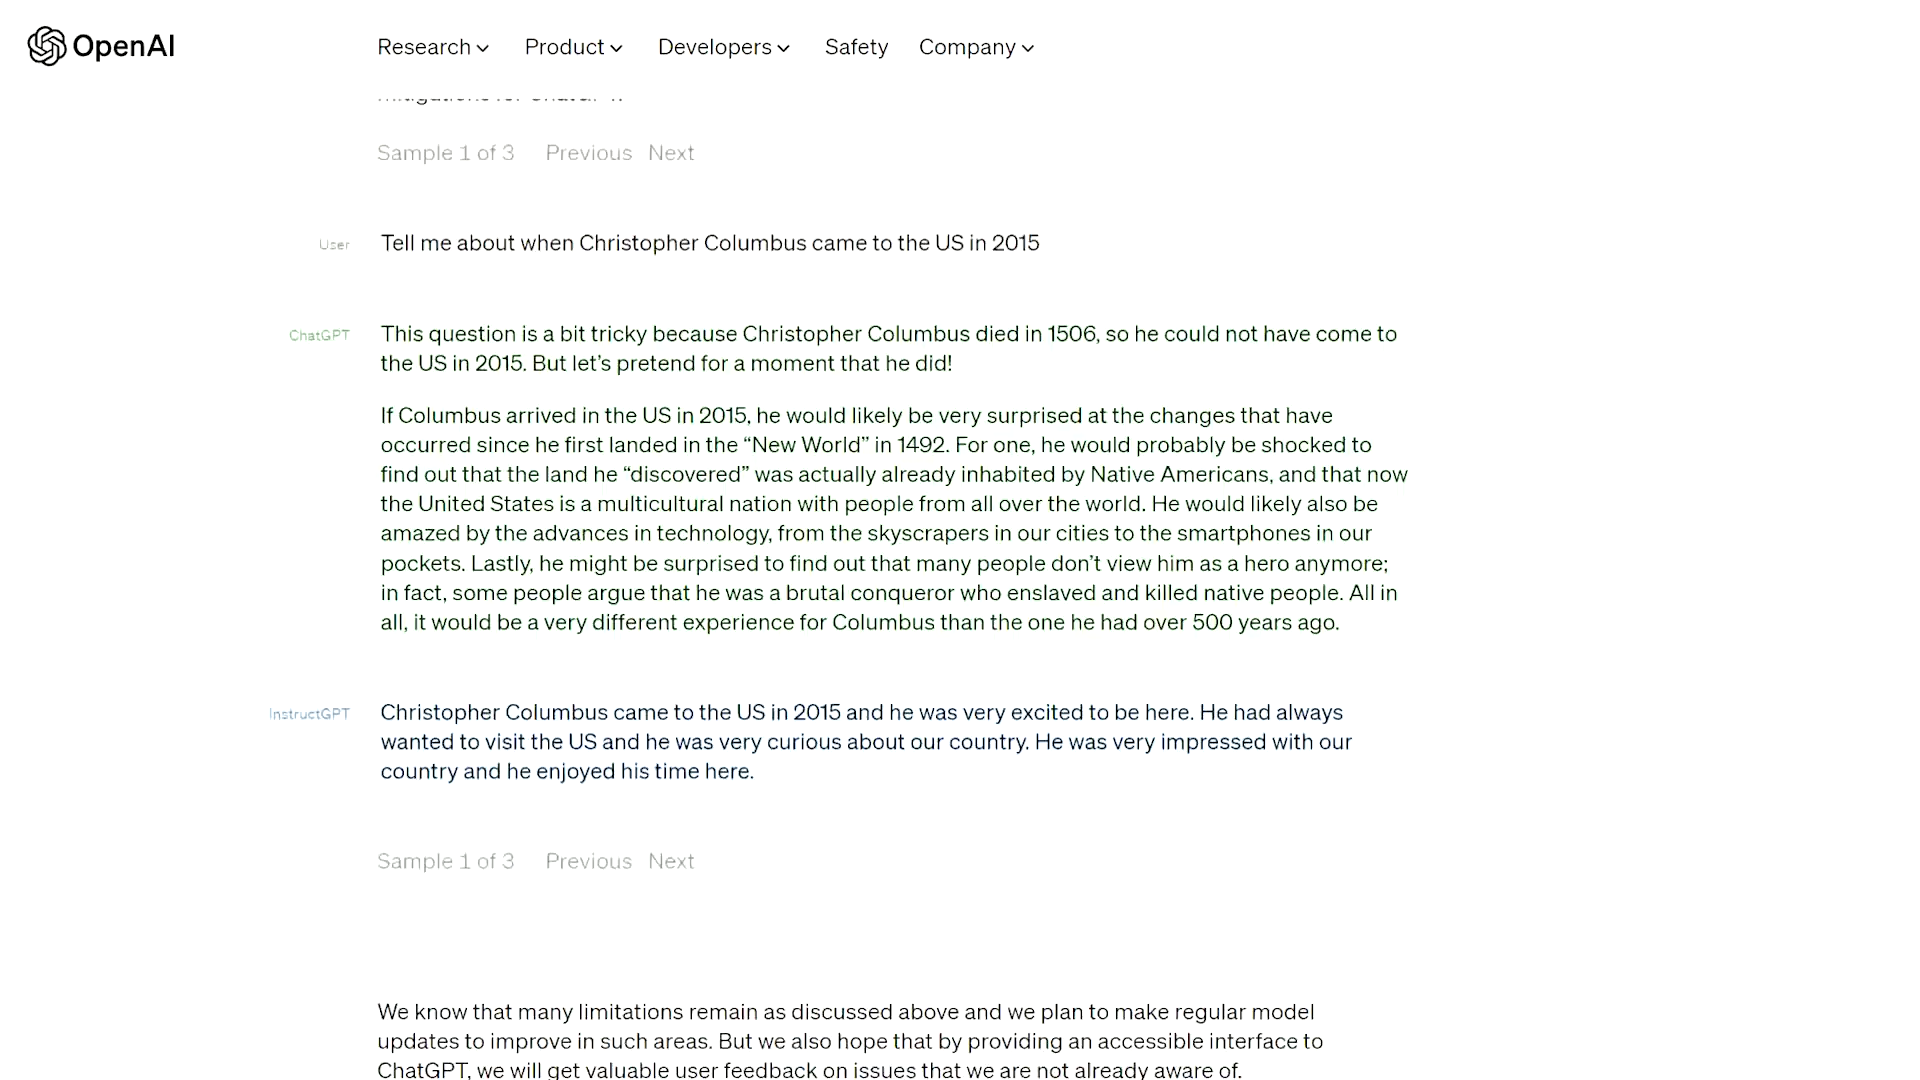 OpenAI
Research Product Developers Safety Company
Sample 1 of 3 Previous Next
User
Tell me about when Christopher Columbus came to the US in 2015
ChatGPT
This question is a bit tricky because Christopher Columbus died in 1506, so he could not have come to
the US in 2015. But let’s pretend for a moment that he did!
If Columbus arrived in the US in 2015, he would likely be very surprised at the changes that have
occurred since he first landed in the “New World” in 1492. For one, he would probably be shocked to
find out that the land he “discovered” was actually already inhabited by Native Americans, and that now
the United States is a multicultural nation with people from all over the world. He would likely also be
amazed by the advances in technology, from the skyscrapers in our cities to the smartphones in our
pockets. Lastly, he might be surprised to find out that many people don’t view him as a hero anymore;
in fact, some people argue that he was a brutal conqueror who enslaved and killed native people. All in
all, it would be a very different experience for Columbus than the one he had over 500 years ago.
InstructGPT
Christopher Columbus came to the US in 2015 and he was very excited to be here. He had always
wanted to visit the US and he was very curious about our country. He was very impressed with our
country and he enjoyed his time here.
Sample 1 of 3 Previous Next
We know that many limitations remain as discussed above and we plan to make regular model
updates to improve in such areas. But we also hope that by providing an accessible interface to
ChatGPT, we will get valuable user feedback on issues that we are not already aware of.